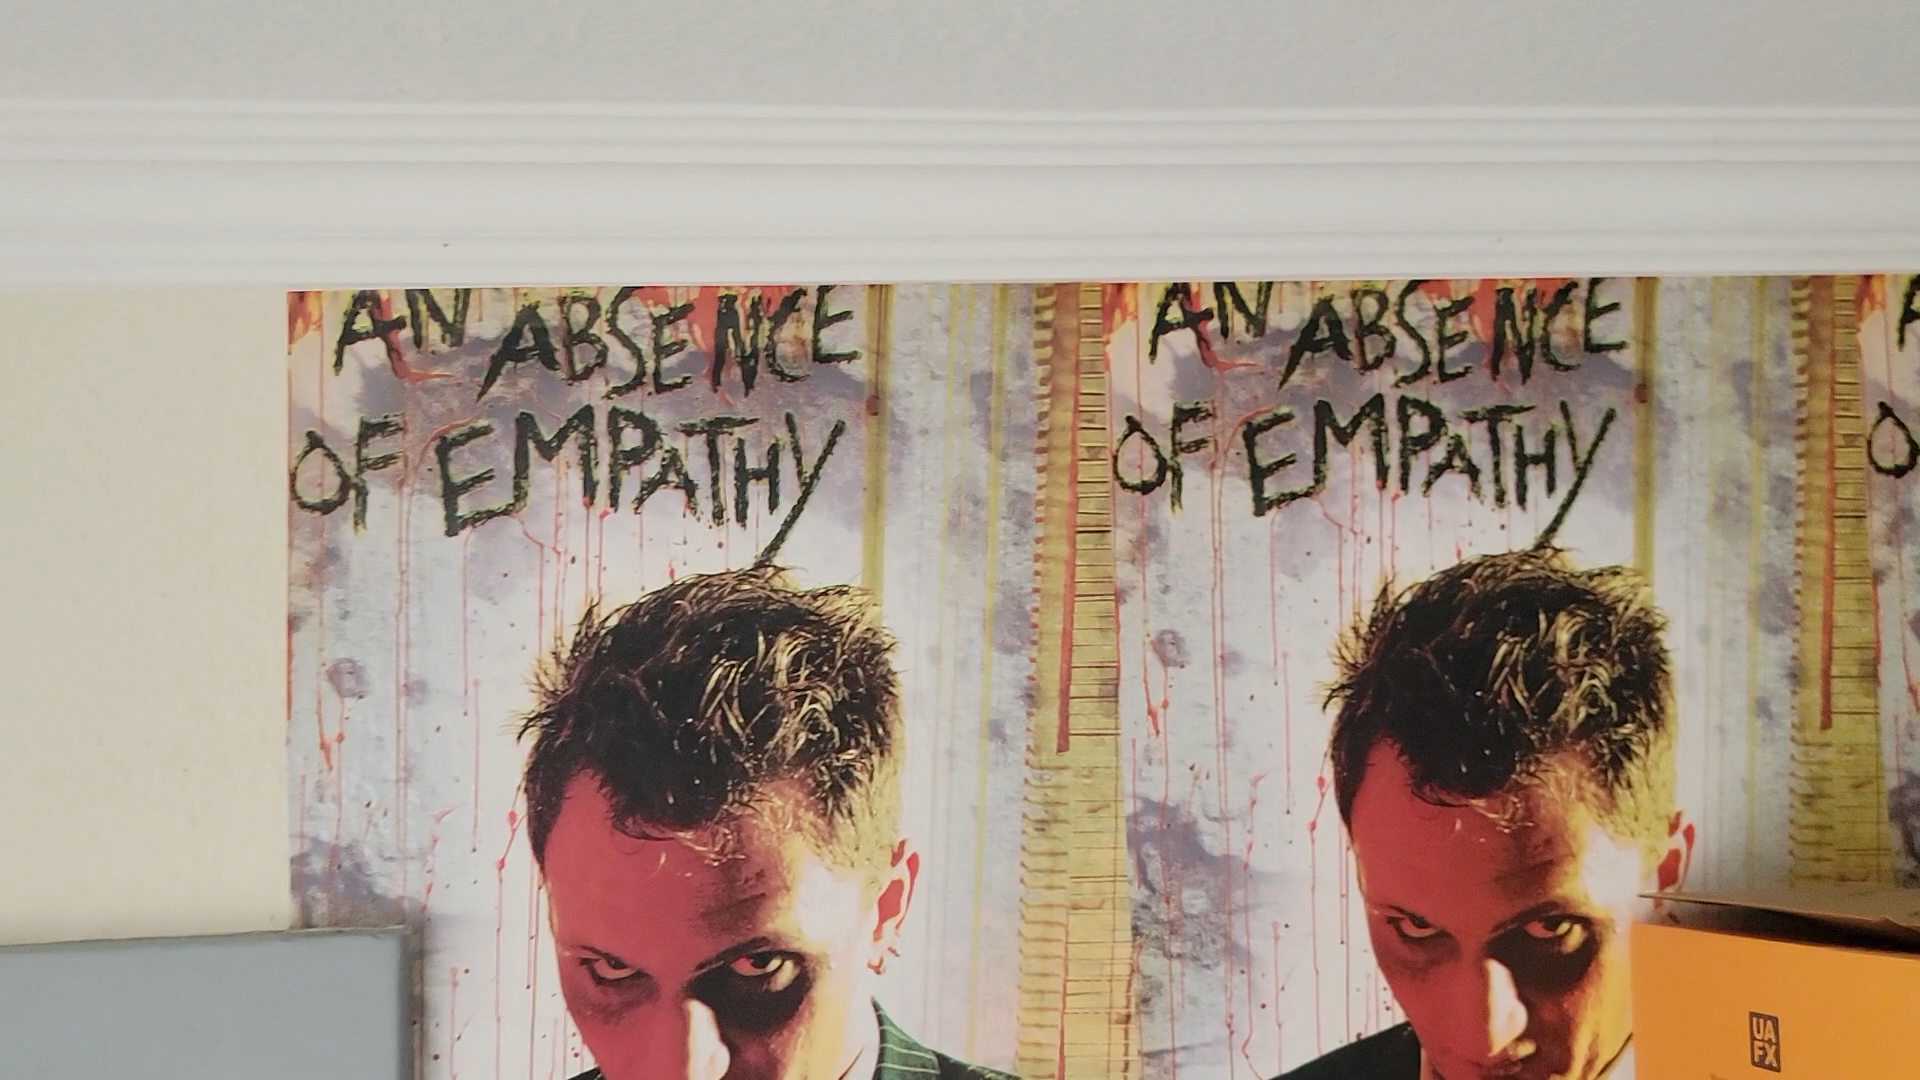 AN ABSENCE
OF EMPATHY
AN ABSENCE
OF EMPATHY
A
O
UA
FX